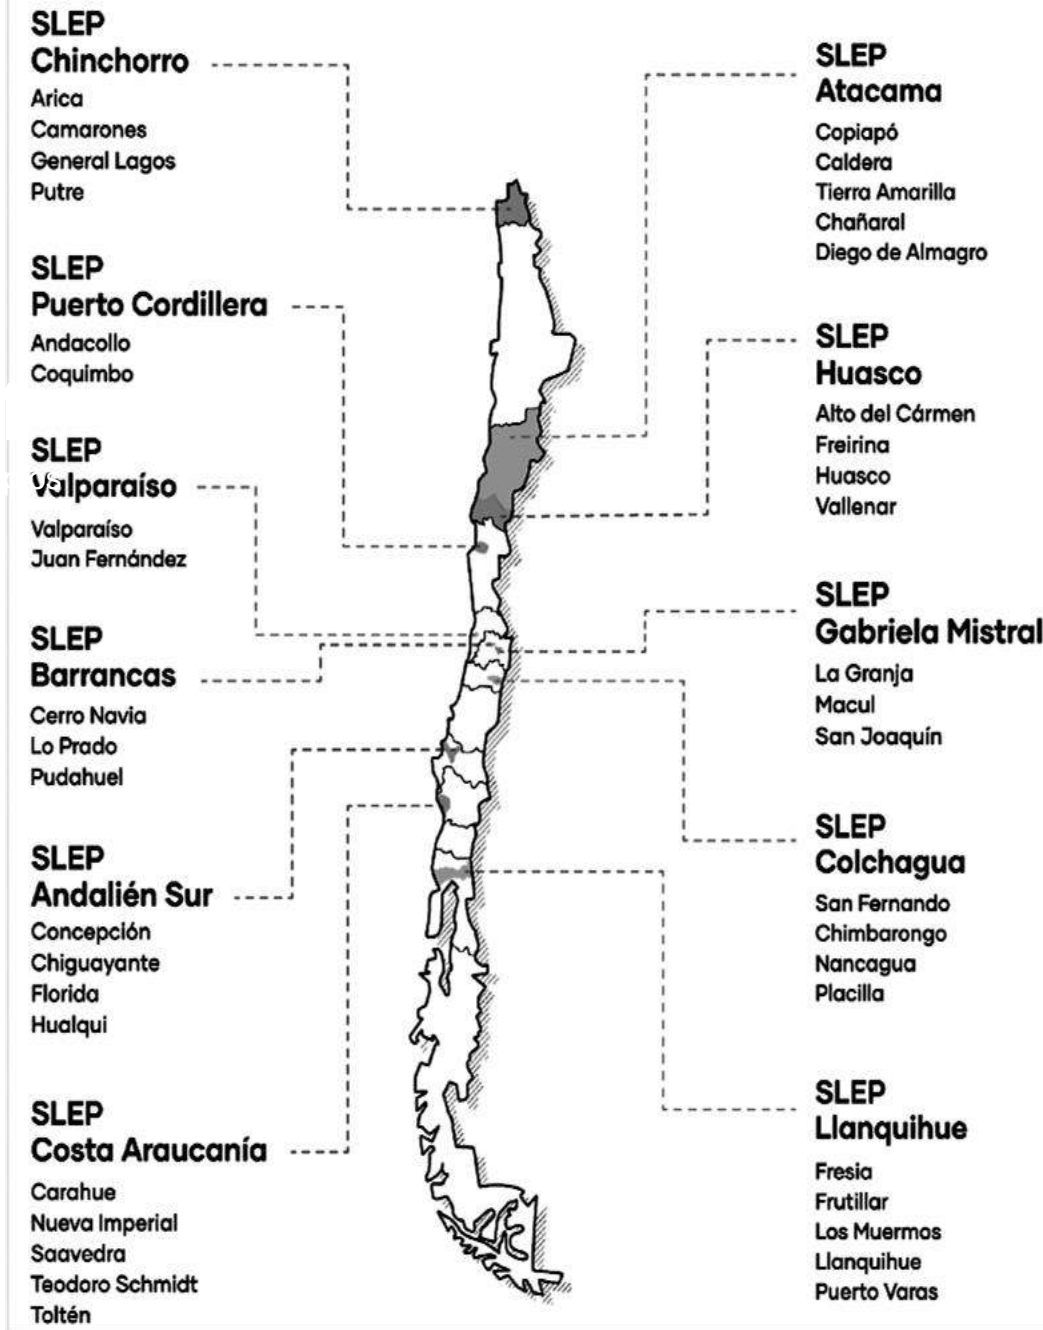 SLEP
Chinchorro
Arica
Camarones
General Lagos
Putre
SLEP
Puerto Cordillera
Andacollo
Coquimbo
SLEP
Valparaíso
Valparaíso
Juan Fernández
SLEP
Barrancas
Cerro Navia
Lo Prado
Pudahuel
SLEP
Andalién Sur
Concepción
Chiguayante
Florida
Hualqui
SLEP
Costa Araucanía
Carahue
Nueva Imperial
Saavedra
Teodoro Schmidt
Toltén
SLEP
Atacama
Copiapó
Caldera
Tierra Amarilla
Chañaral
Diego de Almagro
SLEP
Huasco
Alto del Cármen
Freirina
Huasco
Vallenar
SLEP
Gabriela Mistral
La Granja
Macul
San Joaquín
SLEP
Colchagua
San Fernando
Chimbarongo
Nancagua
Placilla
SLEP
Llanquihue
Fresia
Frutillar
Los Muermos
Llanquihue
Puerto Varas